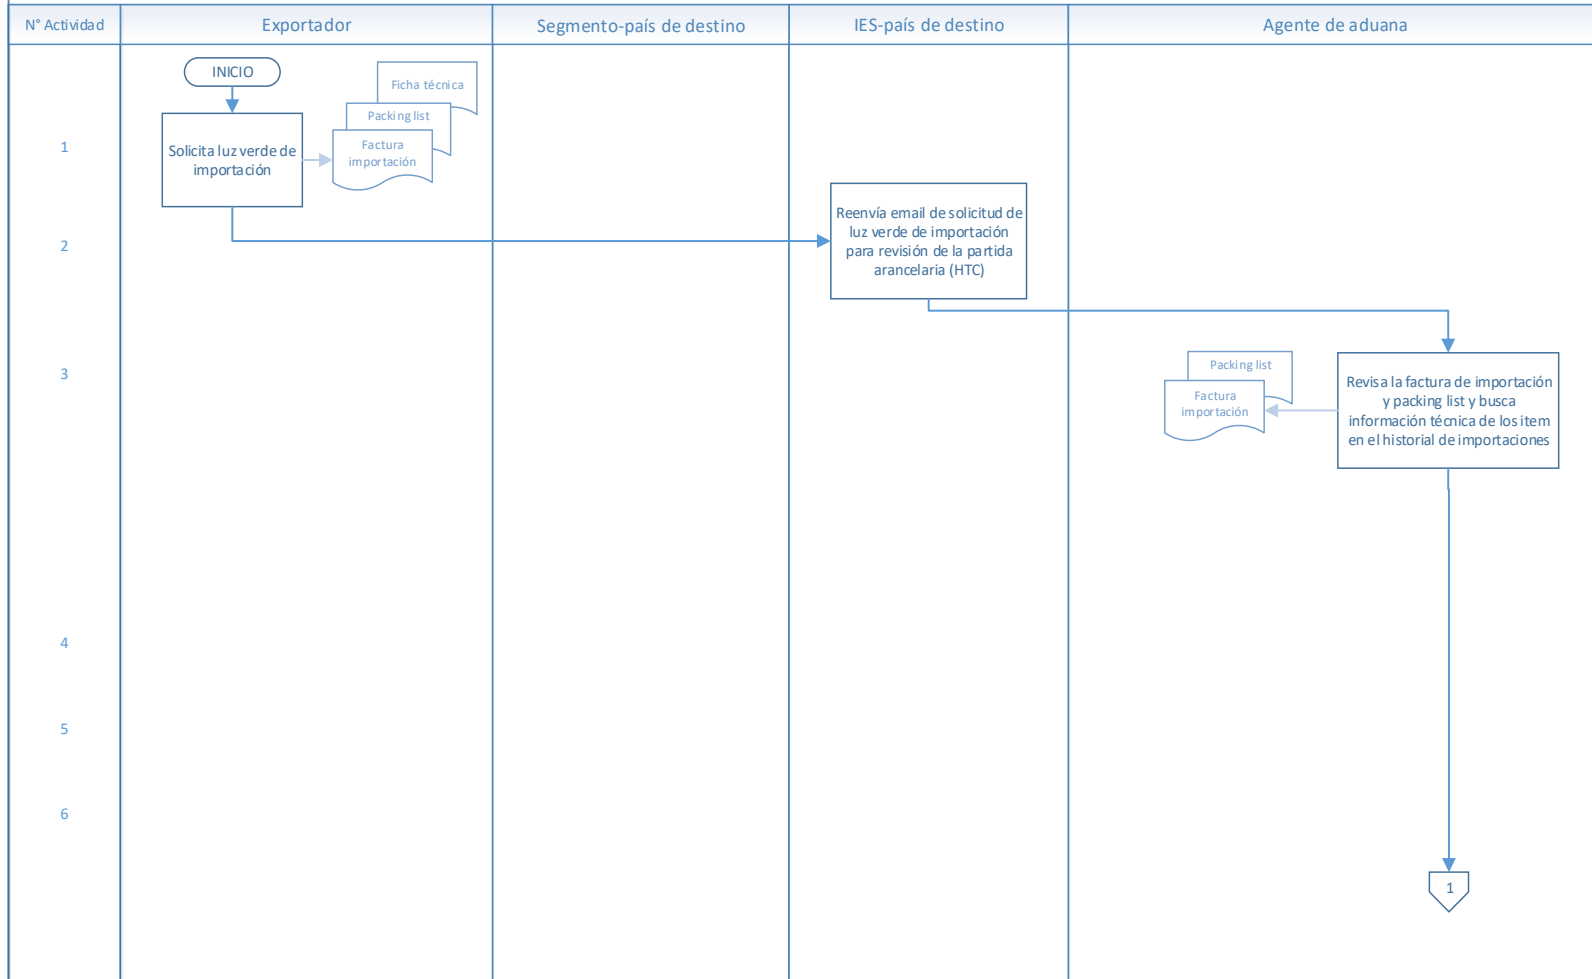 N° Actividad
Exportador
Segmento-país de destino
IES-país de destino
Agente de aduana
INICIO
Ficha técnica
Packing list
Factura
importación
1
Solicita luz verde de
importación
2
Reenvía email de solicitud de
luz verde de importación
para revisión de la partida
arancelaria (HTC)
3
Packing list
Factura
importación
Revisa la factura de importación
y packing list y busca
información técnica de los item
en el historial de importaciones
4
5
6
1